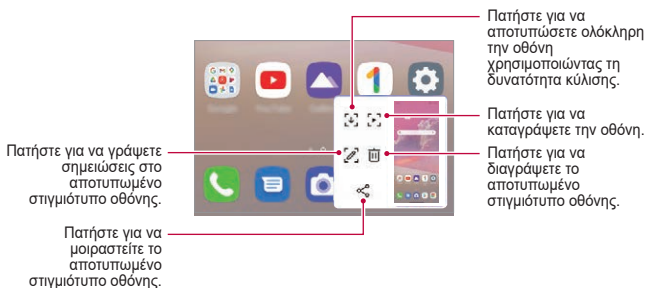 Πατήστε για να
αποτυπώσετε ολόκληρη
την οθόνη
χρησιμοποιώντας τη
δυνατότητα κύλισης.
Πατήστε για να
καταγράψετε την οθόνη.
Πατήστε για να
διαγράψετε το
αποτυπωμένο
στιγμιότυπο οθόνης.
Πατήστε για να γράψετε
σημειώσεις στο
αποτυπωμένο
στιγμιότυπο οθόνης.
Πατήστε για να
μοιραστείτε το
αποτυπωμένο
στιγμιότυπο οθόνης.